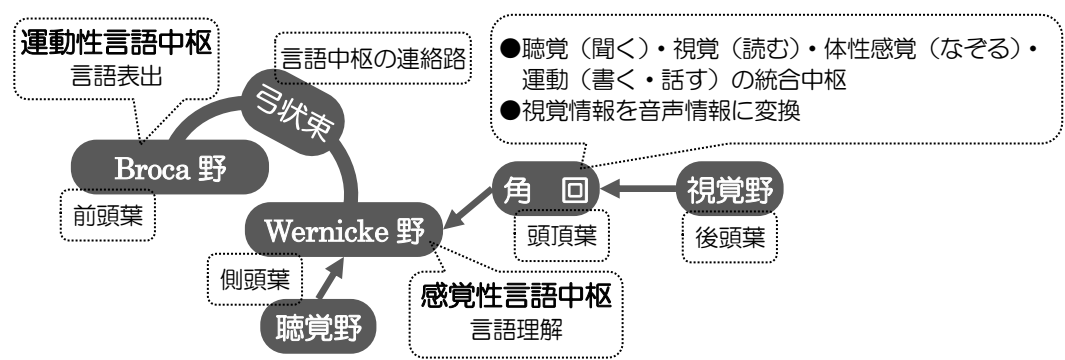 運動性言語中枢
言語表出
言語中枢の連絡路
弓状束
●聴覚（聞く）・視覚（読む）・体性感覚（なぞる）・
運動（書く・話す）の統合中枢
●視覚情報を音声情報に変換
Broca 野
前頭葉
Wernicke 野
側頭葉
聴覚野
角　回
頭頂葉
視覚野
後頭葉
感覚性言語中枢
言語理解